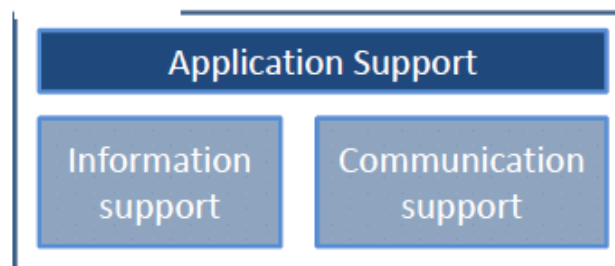 Application Support
Information
support
Communication
support